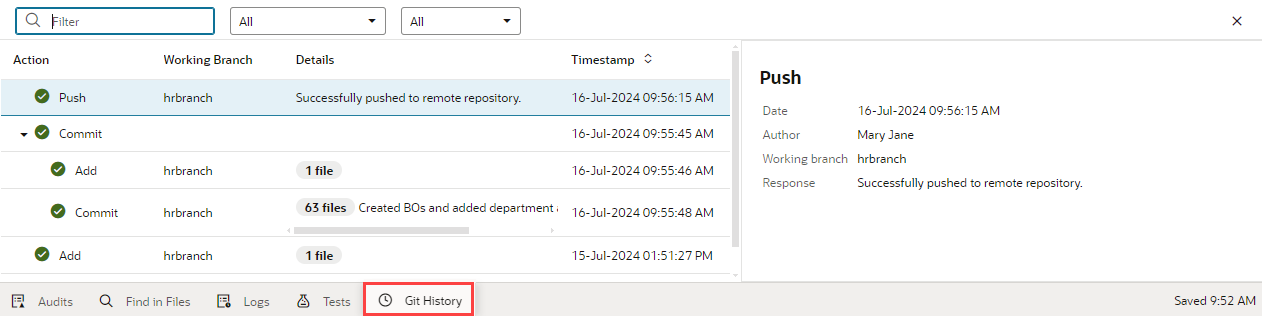 Filter All All
Action Working Branch Details Timestamp
Push hrbranch Successfully pushed to remote repository. 16-Jul-2024 09:56:15 AM
Commit 16-Jul-2024 09:55:45 AM
Add hrbranch 1 file 16-Jul-2024 09:55:46 AM
Commit hrbranch 63 files Created BOs and added department 16-Jul-2024 09:55:48 AM
Add hrbranch 1 file 15-Jul-2024 01:51:27 PM
Push
Date 16-Jul-2024 09:56:15 AM
Author Mary Jane
Working branch hrbranch
Response Successfully pushed to remote repository.
Audits Find in Files Logs Tests Git History Saved 9:52 AM